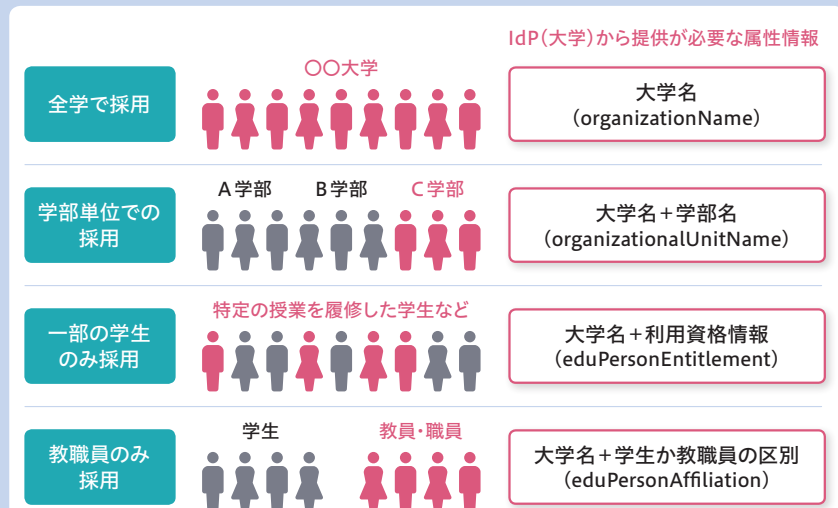 IdP（大学）から提供が必要な属性情報
全学で採用
〇〇大学
大学名
（organizationName）
学部単位での
採用
A学部
B学部
C学部
大学名＋学部名
（organizationalUnitName）
一部の学生
のみ採用
特定の授業を履修した学生など
大学名＋利用資格情報
（eduPersonEntitlement）
教職員のみ
採用
学生
教員・職員
大学名＋学生か教職員の区別
（eduPersonAffiliation）